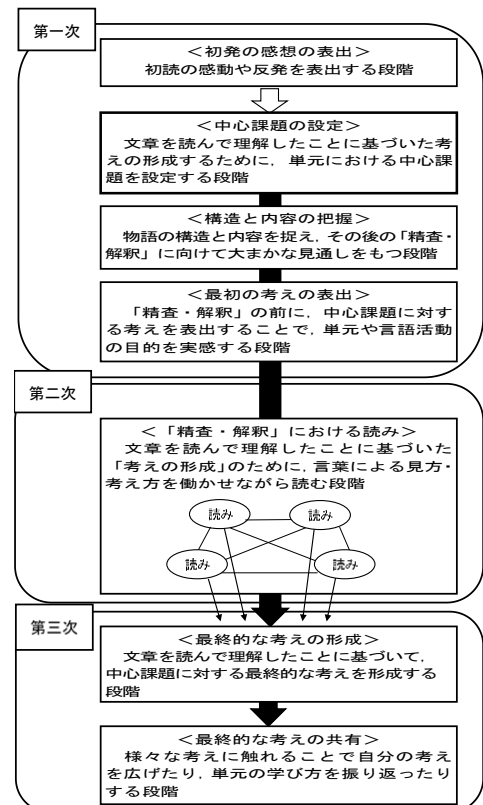 第一次
＜初発の感想の表出＞
初読の感動や反発を表出する段階
＜中心課題の設定＞
文章を読んで理解したことに基づいた考
えの形成するために，単元における中心課
題を設定する段階
＜構造と内容の把握＞
物語の構造と内容を捉え，その後の「精査・
解釈」に向けて大まかな見通しをもつ段階
＜最初の考えの表出＞
「精査・解釈」の前に，中心課題に対す
る考えを表出することで，単元や言語活動
の目的を実感する段階
第二次
＜「精査・解釈」における読み＞
文章を読んで理解したことに基づいた
「考えの形成」のために，言葉による見方・
考え方を働かせながら読む段階
読み
読み
読み
読み
第三次
＜最終的な考えの形成＞
文章を読んで理解したことに基づいて，
中心課題に対する最終的な考えを形成する
段階
＜最終的な考えの共有＞
様々な考えに触れることで自分の考え
を広げたり，単元の学び方を振り返ったり
する段階